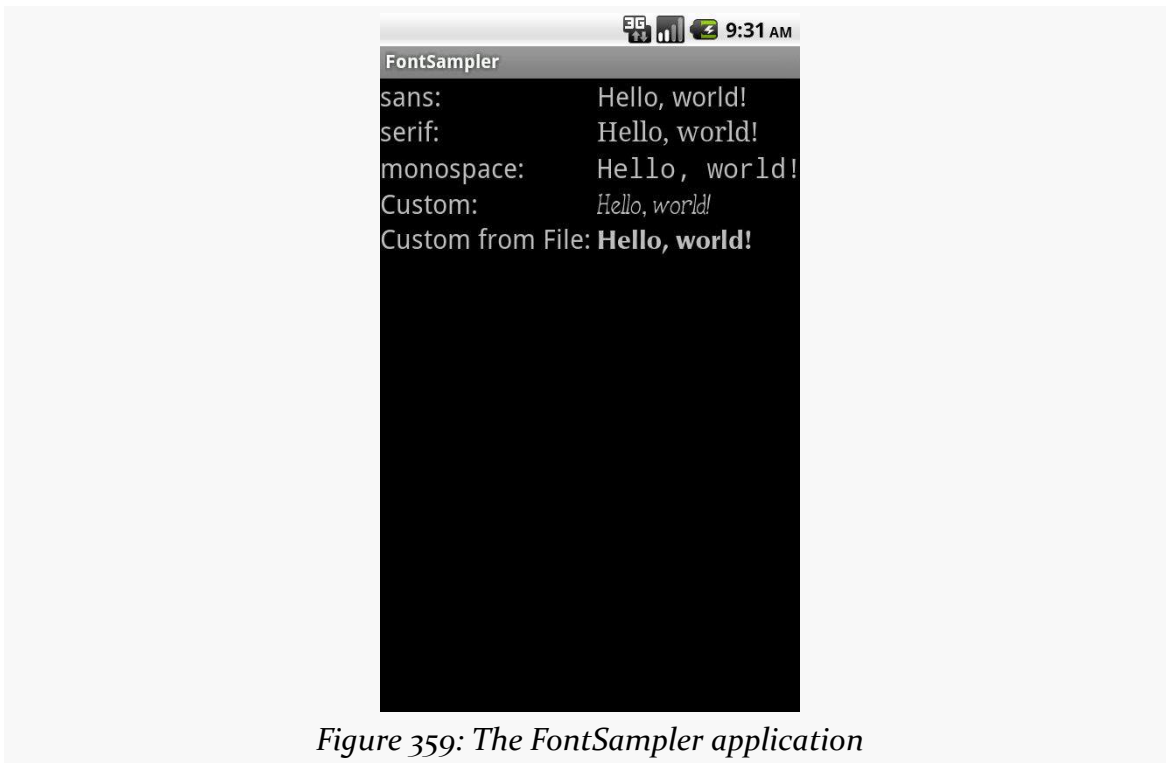 3G 9:31 AM
FontSampler
sans: Hello, world!
serif: Hello, world!
monospace: Hello, world!
Custom: Hello, world!
Custom from File: Hello, world!
Figure 359: The FontSampler application